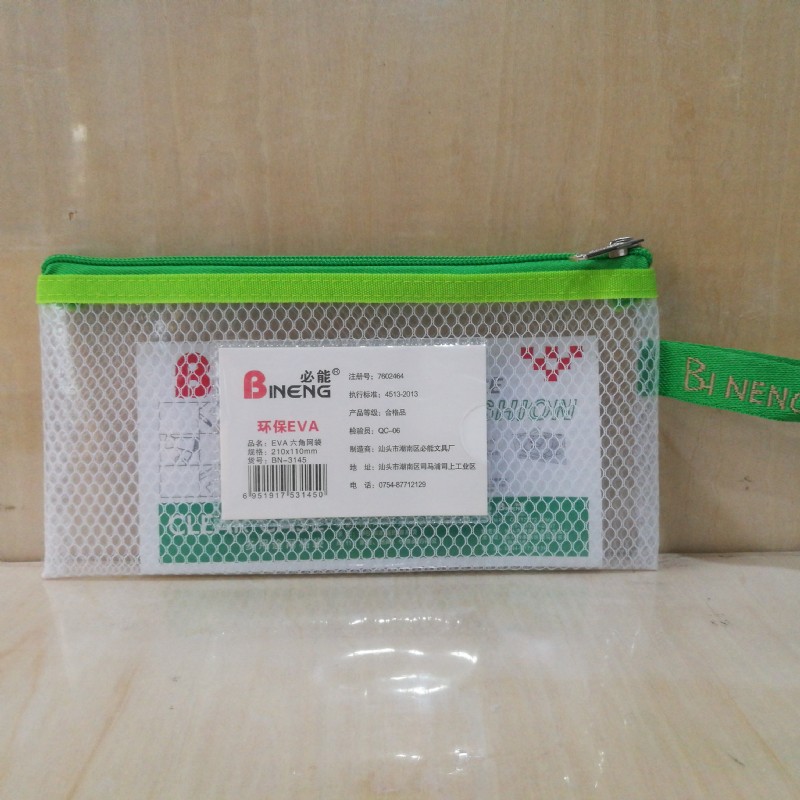 BINENG 必能®
环保EVA
品名：EVA 六角网袋
规格：210x110mm
货号：BN-3145
6 951917 531450
注册号：7602464
执行标准：4513-2013
产品等级：合格品
检验员：QC-06
制造商：汕头市潮南区必能文具厂
地 址：汕头市潮南区司马浦司上工业区
电 话：0754-87712129
BI NENG